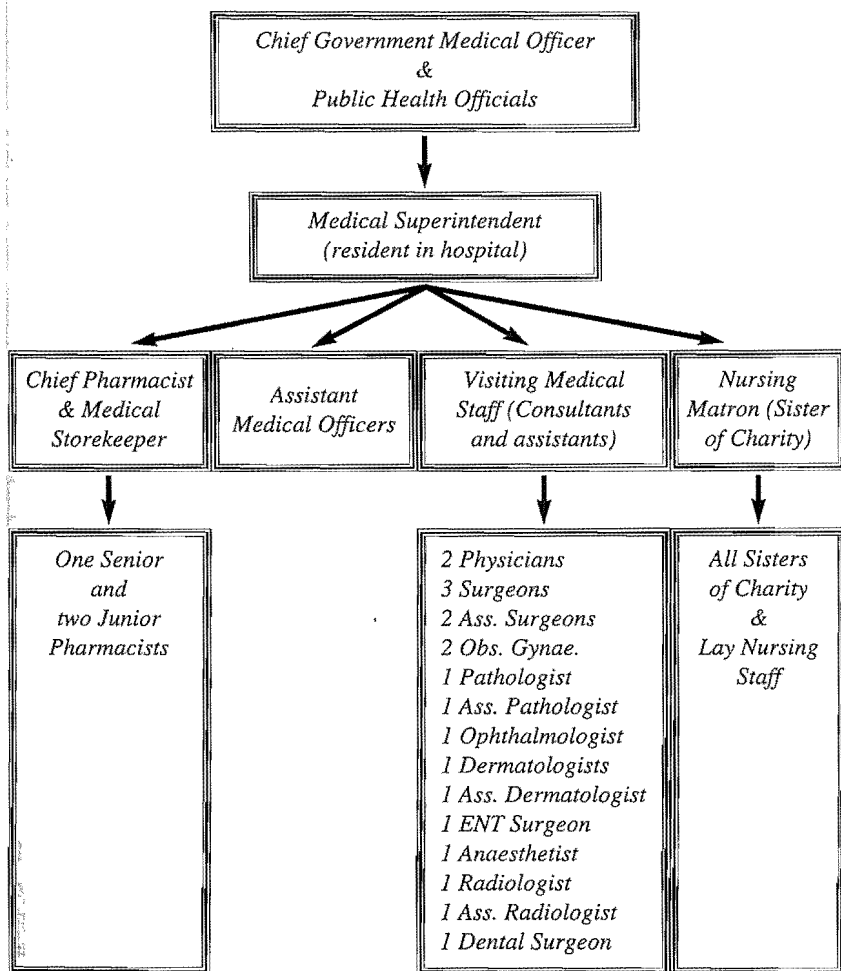 Chief Government Medical Officer
&
Public Health Officials
Medical Superintendent
(resident in hospital)
Chief Pharmacist
& Medical
Storekeeper
Assistant
Medical Officers
Visiting Medical
Staff (Consultants
and assistants)
Nursing
Matron (Sister
of Charity)
One Senior
and
two Junior
Pharmacists
2 Physicians
3 Surgeons
2 Ass. Surgeons
2 Obs. Gynae.
1 Pathologist
1 Ass. Pathologist
1 Ophthalmologist
1 Dermatologists
1 Ass. Dermatologist
1 ENT Surgeon
1 Anaesthetist
1 Radiologist
1 Ass. Radiologist
1 Dental Surgeon
All Sisters
of Charity
&
Lay Nursing
Staff